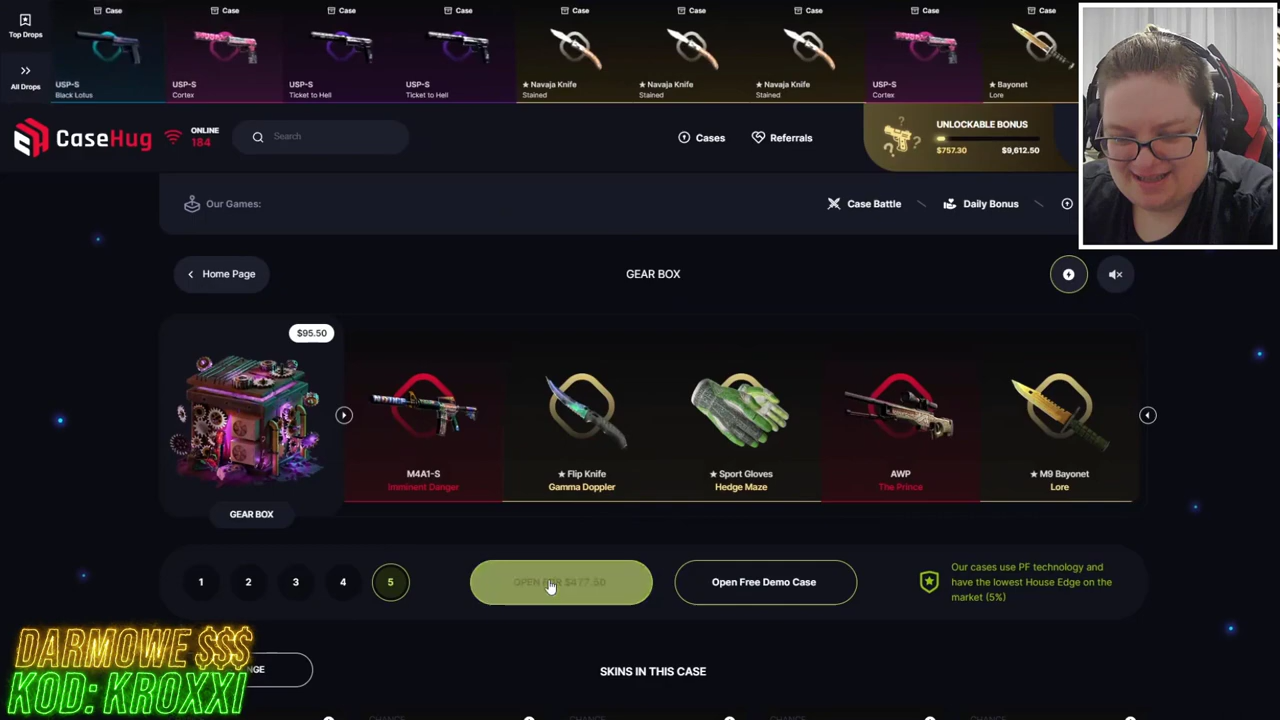 Top Drops
All Drops
Case
USP-S
Black Lotus
Case
USP-S
Cortex
Case
USP-S
Ticket to Hell
Case
USP-S
Ticket to Hell
Case
★ Navaja Knife
Stained
Case
★ Navaja Knife
Stained
Case
★ Navaja Knife
Stained
Case
USP-S
Cortex
Case
★ Bayonet
Lore
CaseHug
ONLINE
184
Search
Cases
Referrals
UNLOCKABLE BONUS
$757.30
$9,612.50
Our Games:
Case Battle
Daily Bonus
Home Page
GEAR BOX
$95.50
GEAR BOX
M4A1-S
Imminent Danger
★ Flip Knife
Gamma Doppler
★ Sport Gloves
Hedge Maze
AWP
The Prince
★ M9 Bayonet
Lore
1
2
3
4
5
OPEN FOR $477.50
Open Free Demo Case
Our cases use PF technology and
have the lowest House Edge on the
market (5%)
DARMOWE $$$
KOD: KROXXI
SKINS IN THIS CASE